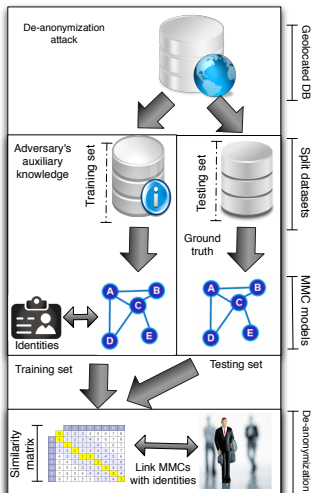 De-anonymization
attack
Geolocated DB
Adversary's
auxiliary
knowledge
Training set
Testing set
Split datasets
Ground
truth
A
B
C
D
E
A
B
C
D
E
MMC models
Identities
Training set
Testing set
Similarity
matrix
Link MMCs
with identities
De-anonymization